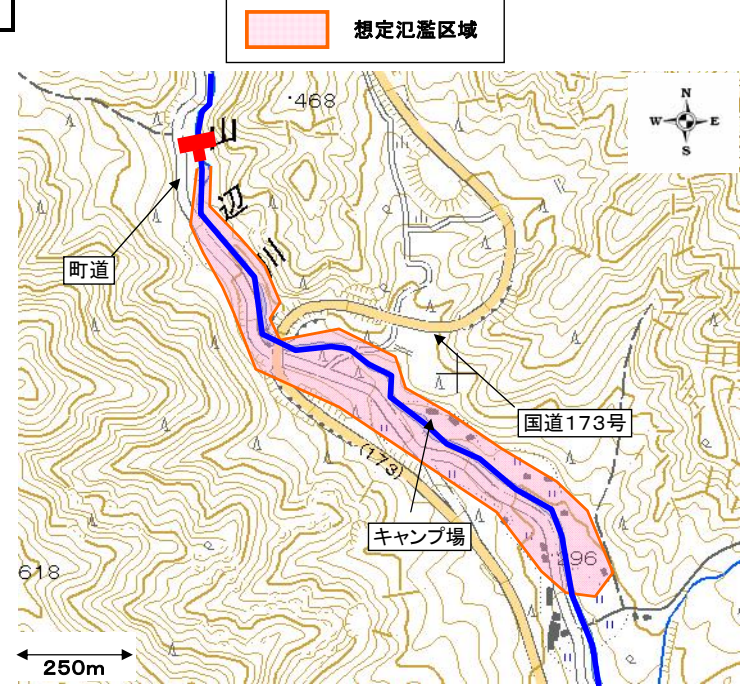 想定氾濫区域
N
W E
S
・468
山
辺
川
町道
国道173号
(173)
キャンプ場
・296
618
250m